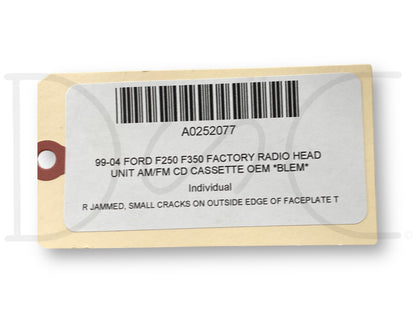 A0252077
99-04 FORD F250 F350 FACTORY RADIO HEAD
UNIT AM/FM CD CASSETTE OEM *BLEM*
Individual
R JAMMED, SMALL CRACKS ON OUTSIDE EDGE OF FACEPLATE T